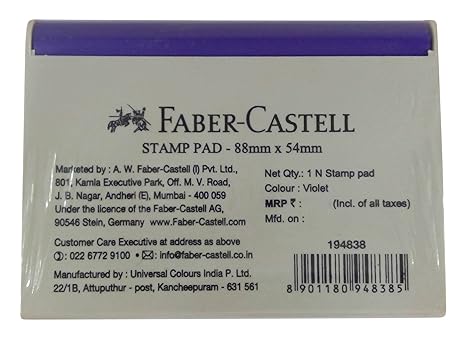 FABER-CASTELL
STAMP PAD - 88mm x 54mm
Marketed by : A. W. Faber-Castell (I) Pvt. Ltd.,
801, Kamla Executive Park, Off. M. V. Road,
J. B. Nagar, Andheri (E), Mumbai - 400 059
Under the licence of the Faber-Castell AG,
90546 Stein, Germany www.Faber-Castell.com
Customer Care Executive at address as above
: 022 6772 9100 · : info@faber-castell.co.in
Manufactured by : Universal Colours India P. Ltd.
22/1B, Attuputhur - post, Kancheepuram - 631 561
Net Qty.: 1 N Stamp pad
Colour : Violet
MRP ₹ : (Incl. of all taxes)
Mfd. on :
194838
8 901180 948385